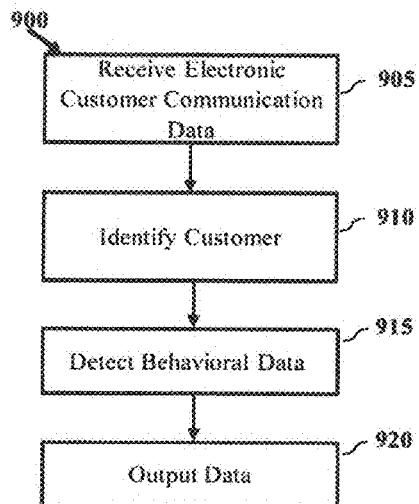 900
Receive Electronic
Customer Communication
Data
905
Identify Customer
910
Detect Behavioral Data
915
Output Data
920